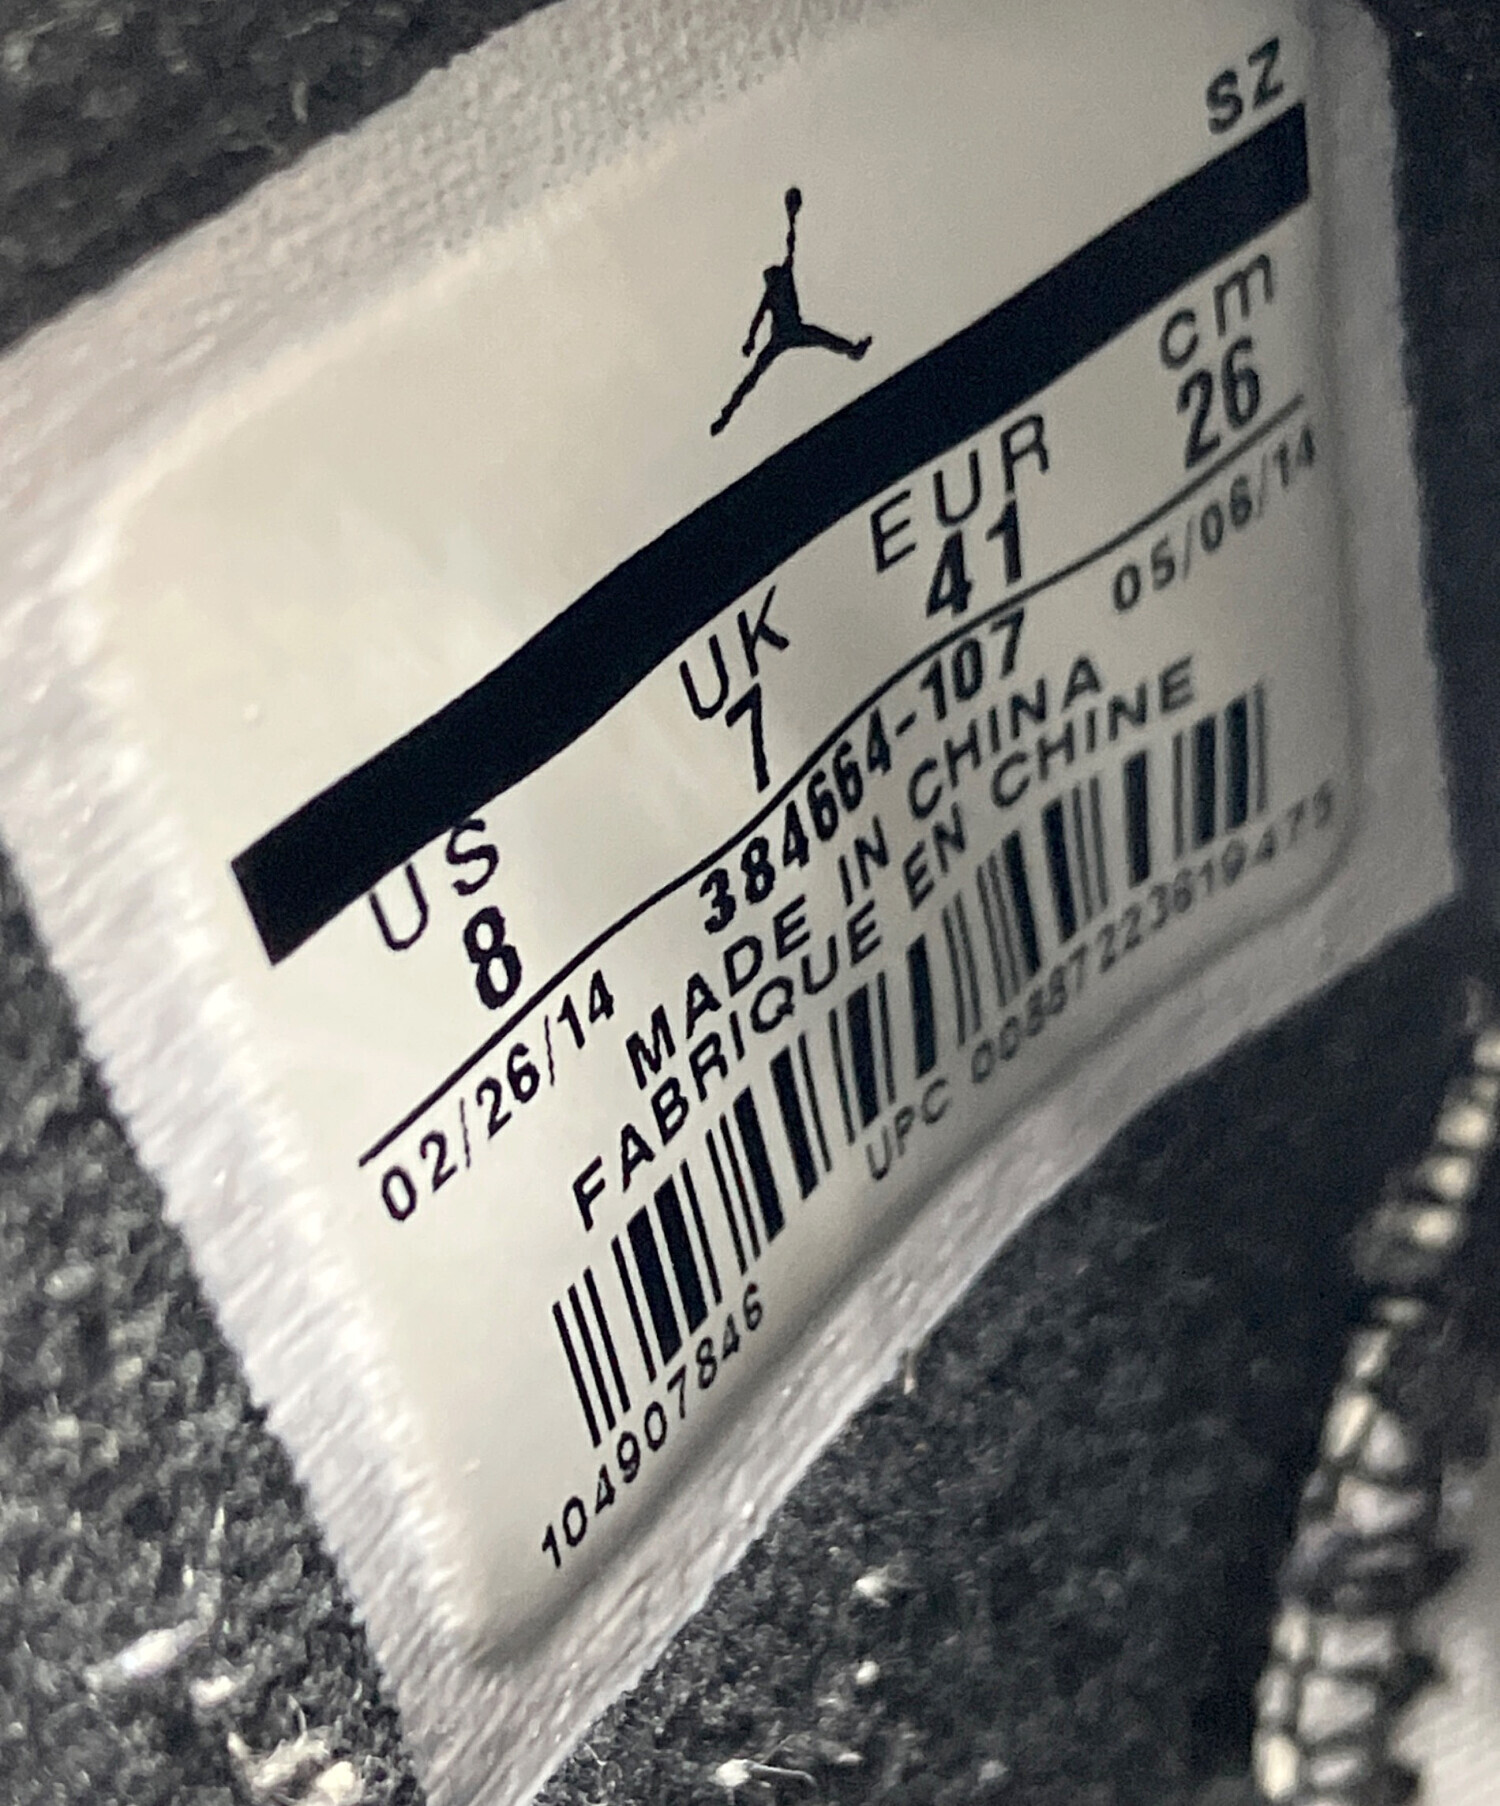 SZ
US UK EUR cm
8 7 41 26
02/26/14 384664-107 05/06/14
MADE IN CHINA
FABRIQUE EN CHINE
UPC 00887223619475
104907846